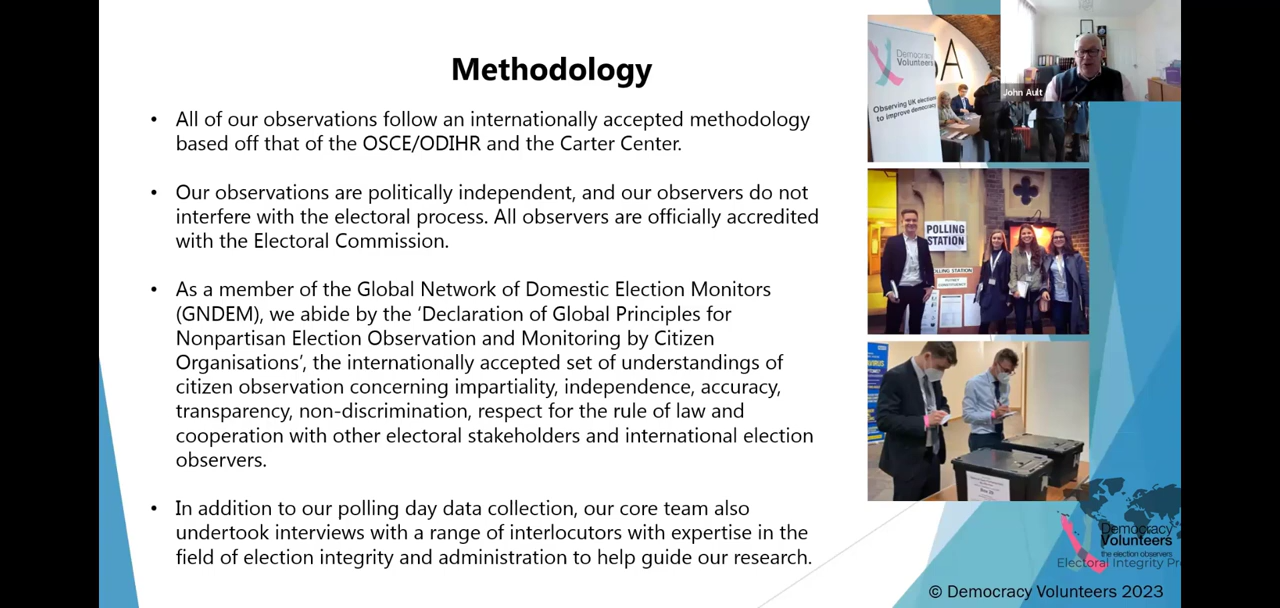 Methodology
• All of our observations follow an internationally accepted methodology
based off that of the OSCE/ODIHR and the Carter Center.
• Our observations are politically independent, and our observers do not
interfere with the electoral process. All observers are officially accredited
with the Electoral Commission.
• As a member of the Global Network of Domestic Election Monitors
(GNDEM), we abide by the ‘Declaration of Global Principles for
Nonpartisan Election Observation and Monitoring by Citizen
Organisations’, the internationally accepted set of understandings of
citizen observation concerning impartiality, independence, accuracy,
transparency, non-discrimination, respect for the rule of law and
cooperation with other electoral stakeholders and international election
observers.
• In addition to our polling day data collection, our core team also
undertook interviews with a range of interlocutors with expertise in the
field of election integrity and administration to help guide our research.
Democracy
Volunteers
Observing UK elections
to improve democracy
John Ault
POLLING
STATION
POLLING STATION
Democracy
Volunteers
the election observers
Electoral Integrity Pr
© Democracy Volunteers 2023